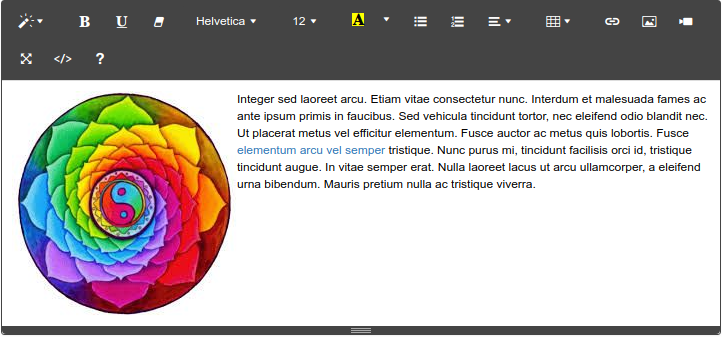 B U Helvetica 12 A
</> ?
Integer sed laoreet arcu. Etiam vitae consectetur nunc. Interdum et malesuada fames ac
ante ipsum primis in faucibus. Sed vehicula tincidunt tortor, nec eleifend odio blandit nec.
Ut placerat metus vel efficitur elementum. Fusce auctor ac metus quis lobortis. Fusce
elementum arcu vel semper tristique. Nunc purus mi, tincidunt facilisis orci id, tristique
tincidunt augue. In vitae semper erat. Nulla laoreet lacus ut arcu ullamcorper, a eleifend
urna bibendum. Mauris pretium nulla ac tristique viverra.